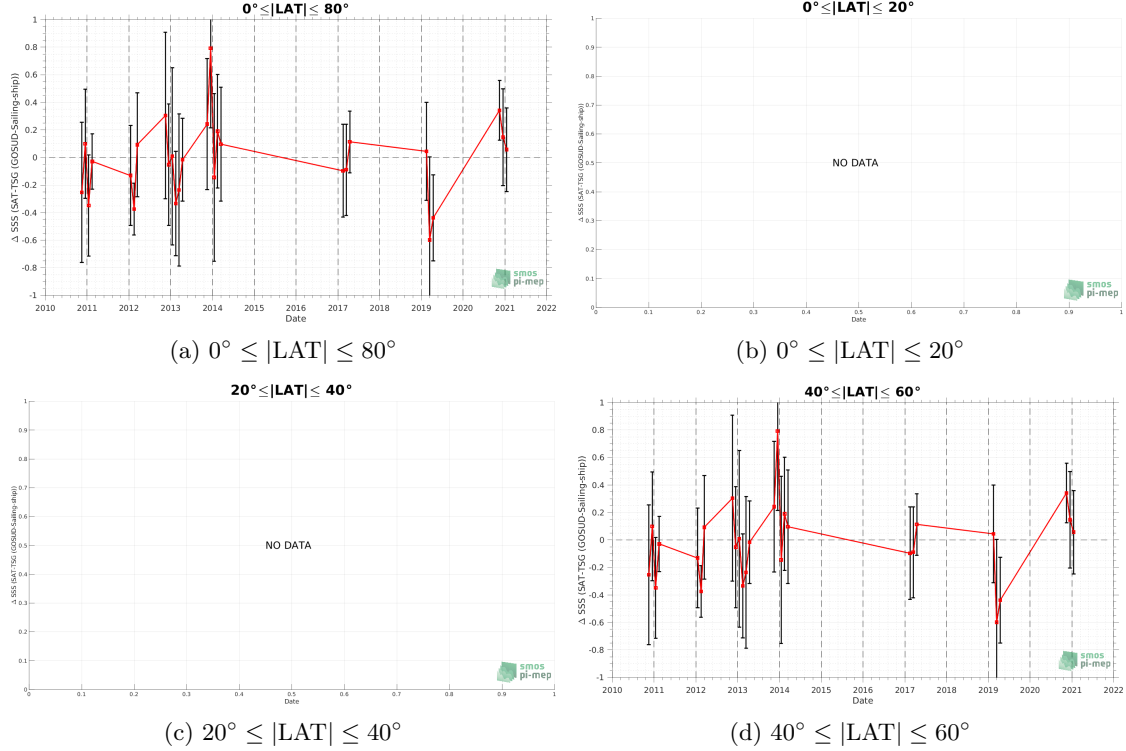 0°≤|LAT|≤ 80°
Δ SSS (SAT-TSG (GOSUD-Sailing-ship))
1
0.8
0.6
0.4
0.2
0
-0.2
-0.4
-0.6
-0.8
-1
2010 2011 2012 2013 2014 2015 2016 2017 2018 2019 2020 2021 2022
Date
smos
pi-mep
(a) 0° ≤ |LAT| ≤ 80°
0°≤|LAT|≤ 20°
Δ SSS (SAT-TSG (GOSUD-Sailing-ship))
1
0.9
0.8
0.7
0.6
0.5
0.4
0.3
0.2
0.1
0
NO DATA
0 0.1 0.2 0.3 0.4 0.5 0.6 0.7 0.8 0.9 1
Date
smos
pi-mep
(b) 0° ≤ |LAT| ≤ 20°
20°≤|LAT|≤ 40°
Δ SSS (SAT-TSG (GOSUD-Sailing-ship))
1
0.9
0.8
0.7
0.6
0.5
0.4
0.3
0.2
0.1
0
NO DATA
0 0.1 0.2 0.3 0.4 0.5 0.6 0.7 0.8 0.9 1
Date
smos
pi-mep
(c) 20° ≤ |LAT| ≤ 40°
40°≤|LAT|≤ 60°
Δ SSS (SAT-TSG (GOSUD-Sailing-ship))
1
0.8
0.6
0.4
0.2
0
-0.2
-0.4
-0.6
-0.8
-1
2010 2011 2012 2013 2014 2015 2016 2017 2018 2019 2020 2021 2022
Date
smos
pi-mep
(d) 40° ≤ |LAT| ≤ 60°